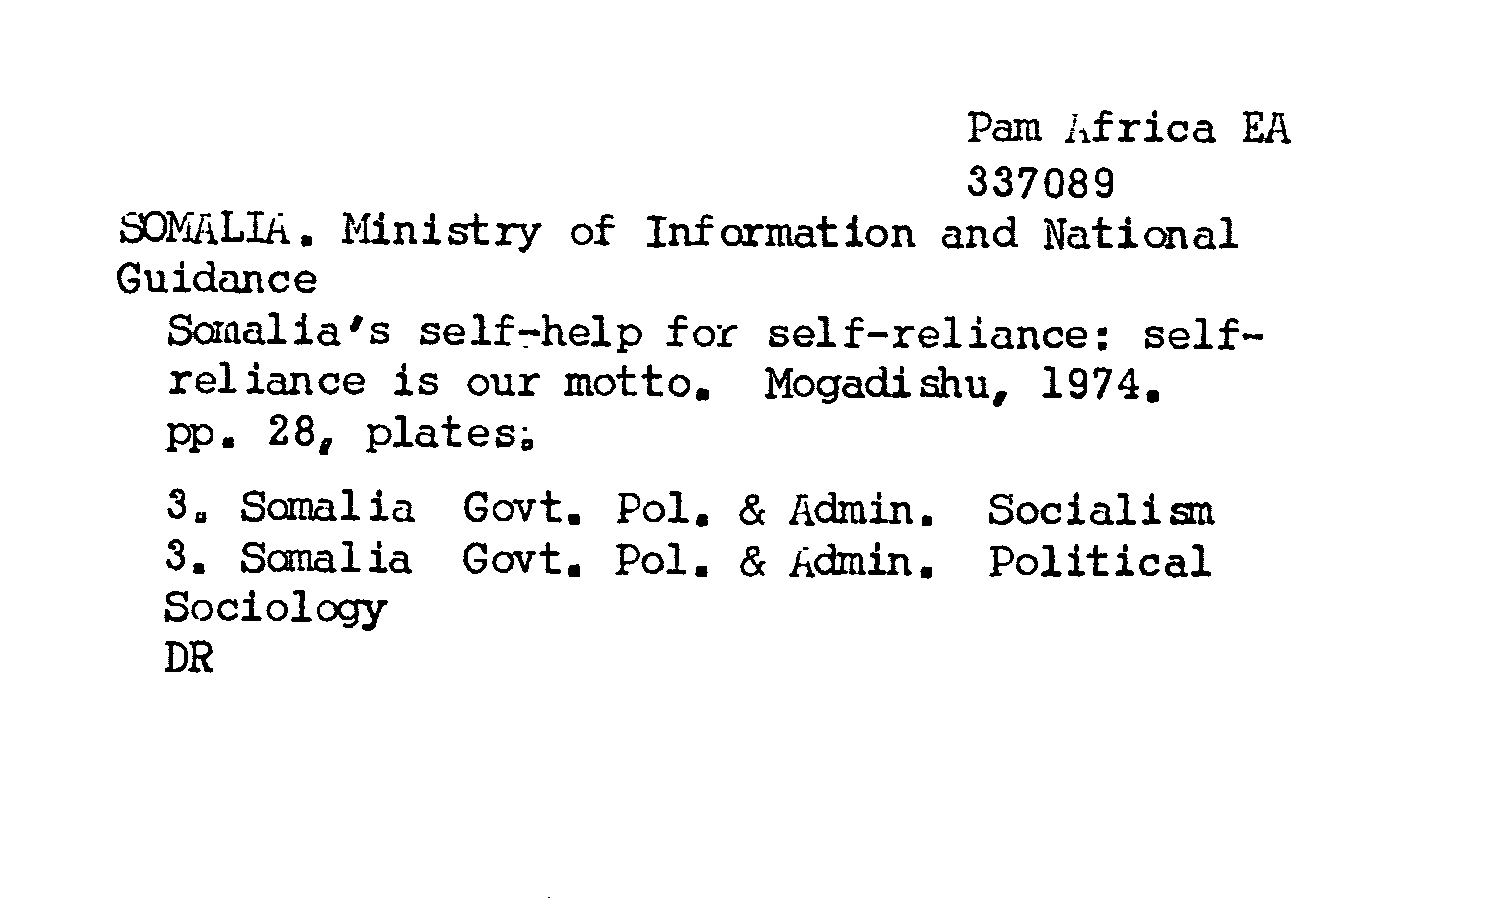 Pam Africa EA
337089
SOMALIA. Ministry of Information and National
Guidance
Somalia's self-help for self-reliance: self-
reliance is our motto. Mogadishu, 1974.
pp. 28, plates.
3. Somalia Govt. Pol. & Admin. Socialism
3. Somalia Govt. Pol. & Admin. Political
Sociology
DR